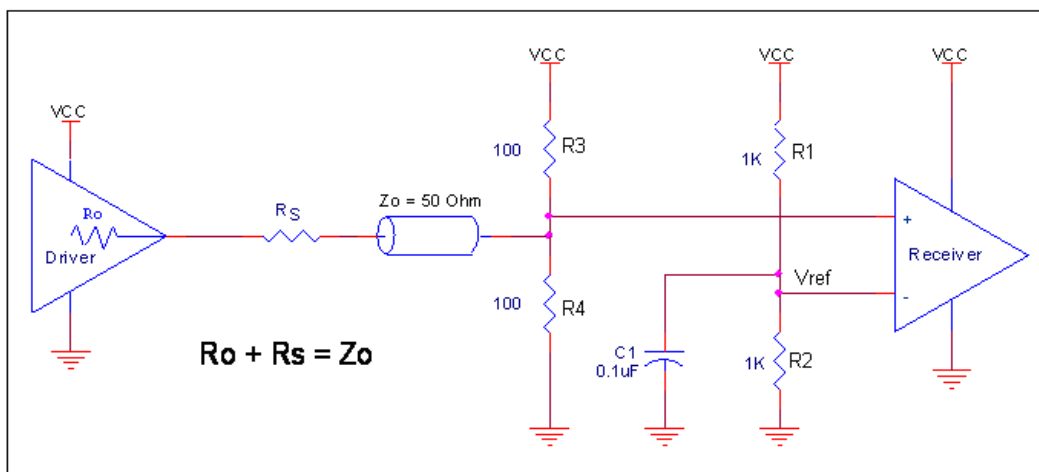 VCC
VCC
VCC
VCC
100
R3
1K
R1
Ro
Driver
RS
Zo = 50 Ohm
+
Receiver
Vref
-
100
R4
Ro + Rs = Zo
C1
0.1uF
1K
R2